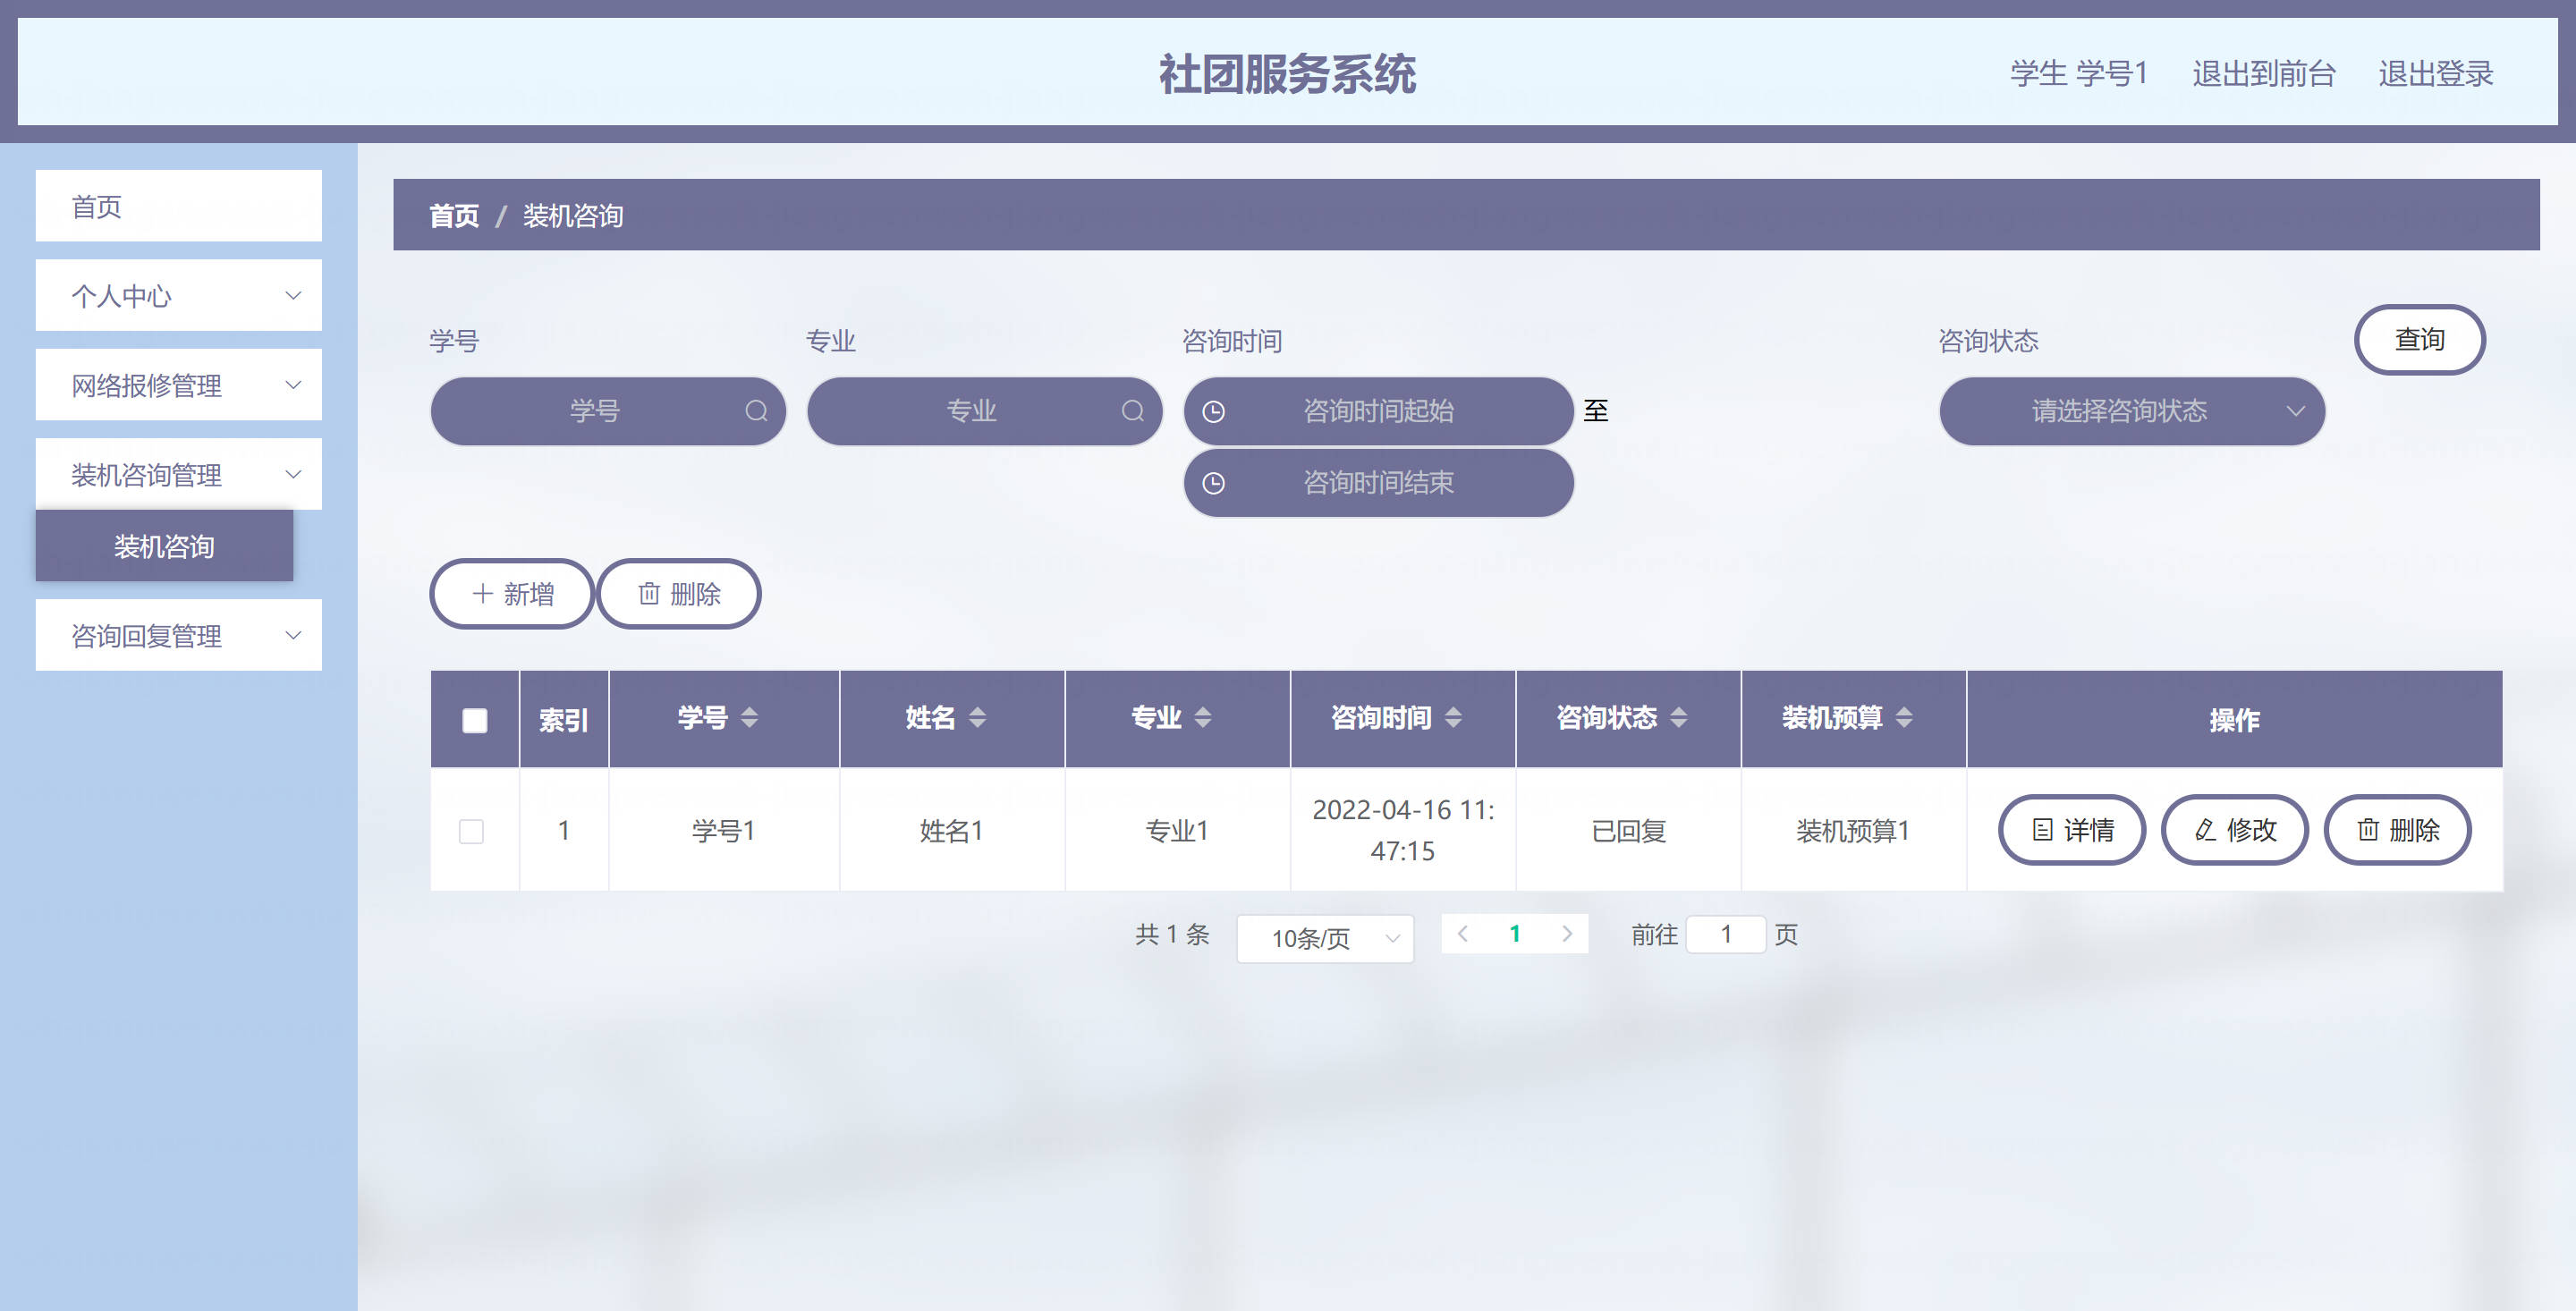 社团服务系统
学生 学号1 退出到前台 退出登录
首页
个人中心
网络报修管理
装机咨询管理
装机咨询
咨询回复管理
首页 / 装机咨询
学号 专业 咨询时间 咨询状态 查询
学号 专业 咨询时间起始 至 请选择咨询状态
咨询时间结束
新增 删除
索引 学号 姓名 专业 咨询时间 咨询状态 装机预算 操作
1 学号1 姓名1 专业1 2022-04-16 11:
47:15 已回复 装机预算1 详情 修改 删除
共 1 条 10条/页 1 前往 1 页